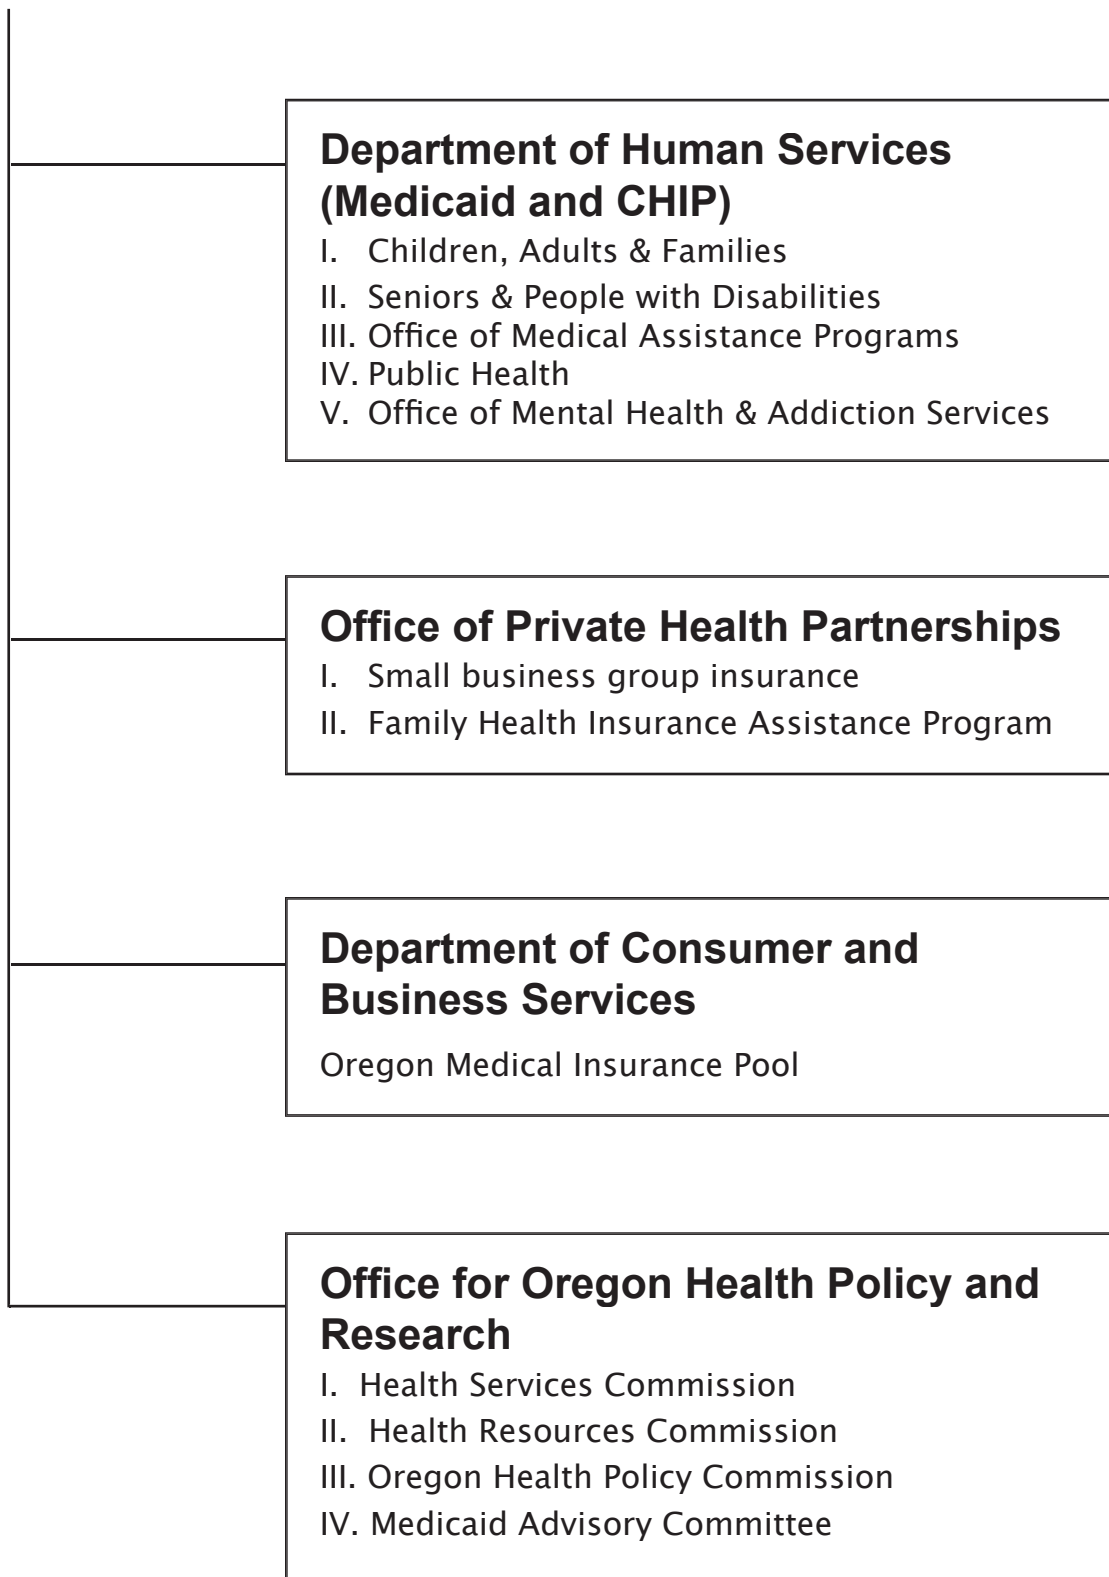 Department of Human Services
(Medicaid and CHIP)
I. Children, Adults & Families
II. Seniors & People with Disabilities
III. Office of Medical Assistance Programs
IV. Public Health
V. Office of Mental Health & Addiction Services
Office of Private Health Partnerships
I. Small business group insurance
II. Family Health Insurance Assistance Program
Department of Consumer and
Business Services
Oregon Medical Insurance Pool
Office for Oregon Health Policy and
Research
I. Health Services Commission
II. Health Resources Commission
III. Oregon Health Policy Commission
IV. Medicaid Advisory Committee